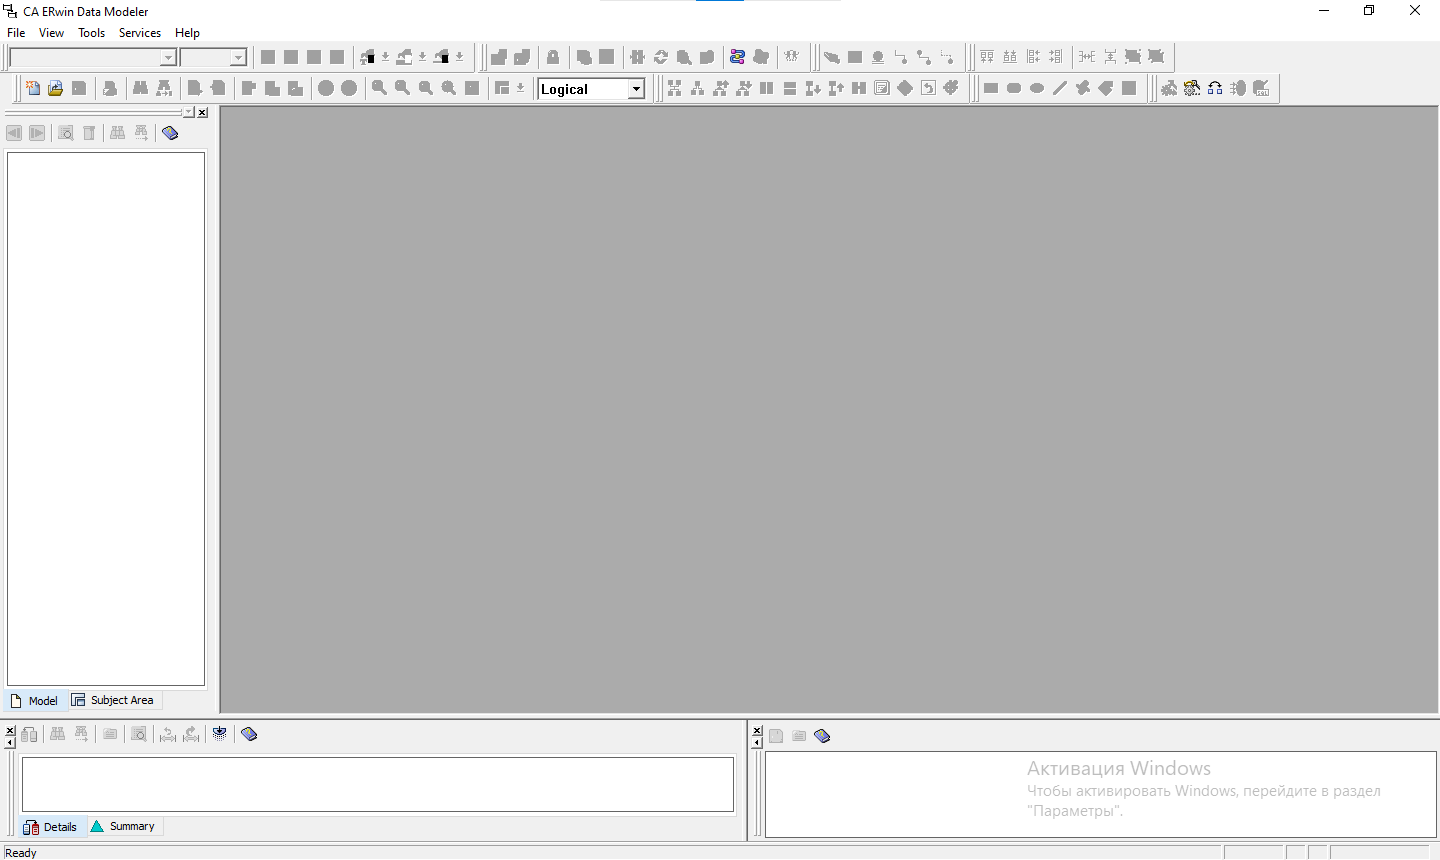 CA ERwin Data Modeler
File View Tools Services Help
Logical
Model Subject Area
Активация Windows
Чтобы активировать Windows, перейдите в раздел
"Параметры".
Details Summary
Ready